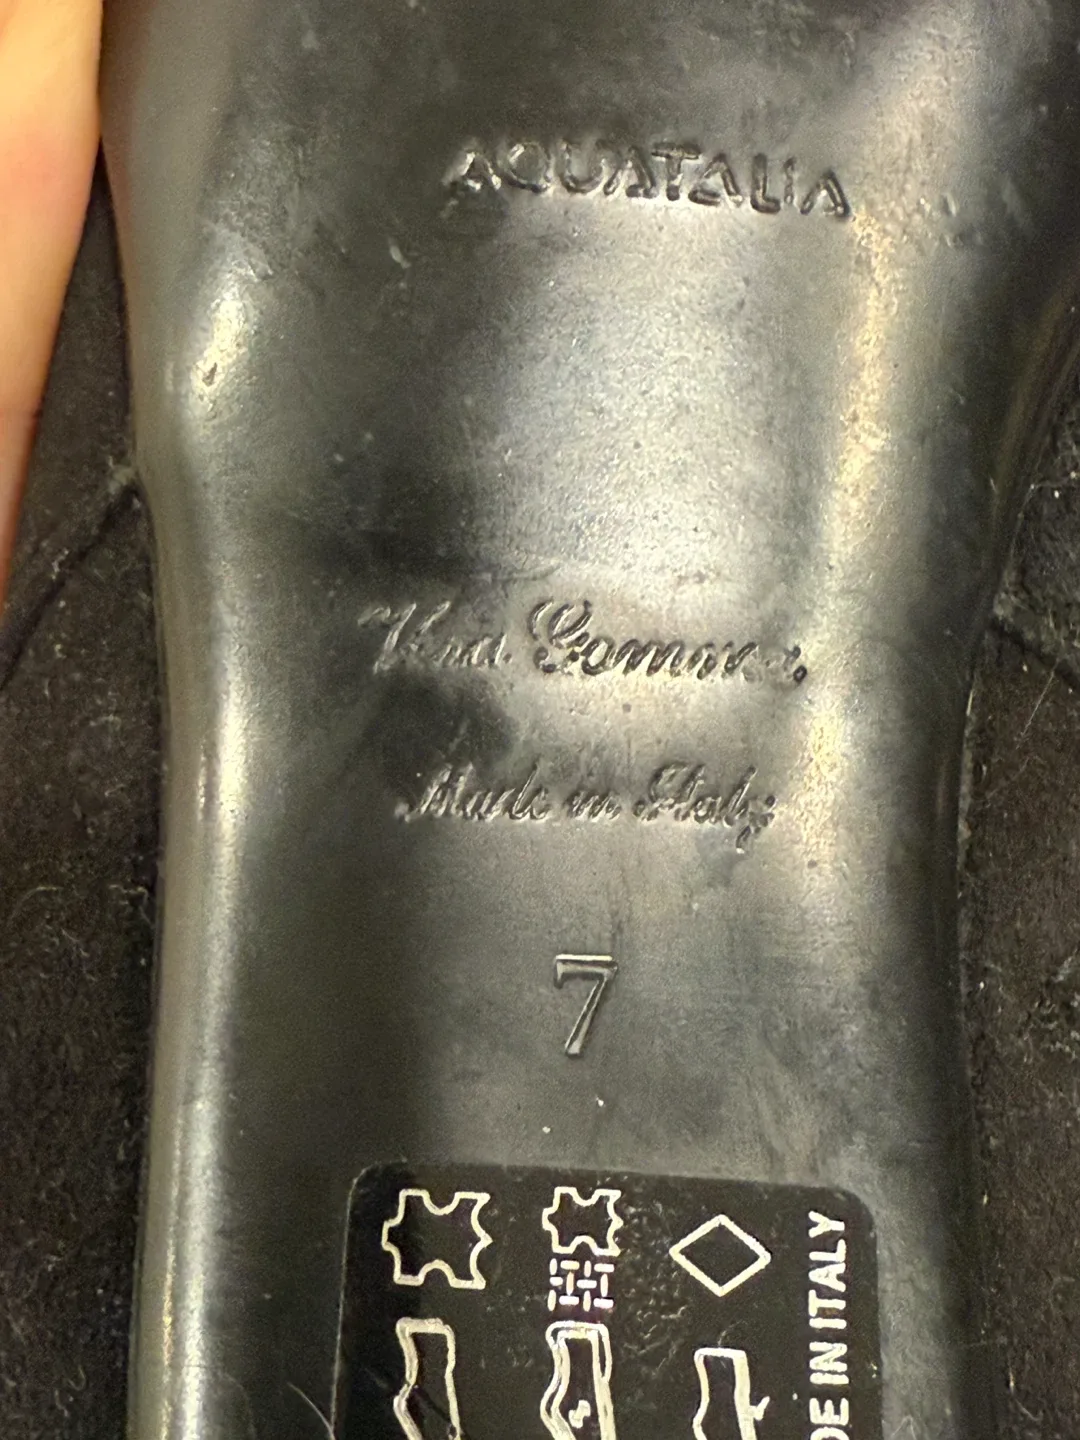 AQUATALIA
Vera Gomma
Made in Italy
7
DE IN ITALY